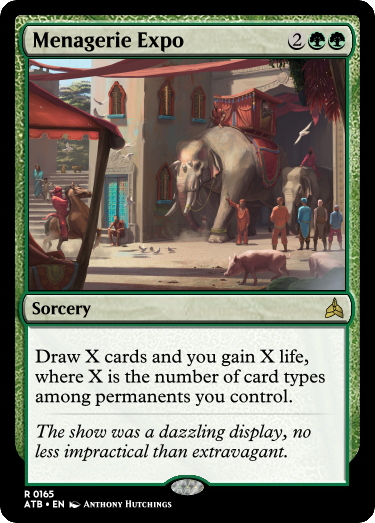 Menagerie Expo 2
Sorcery
Draw X cards and you gain X life,
where X is the number of card types
among permanents you control.
The show was a dazzling display, no
less impractical than extravagant.
R 0165
ATB • EN Anthony Hutchings